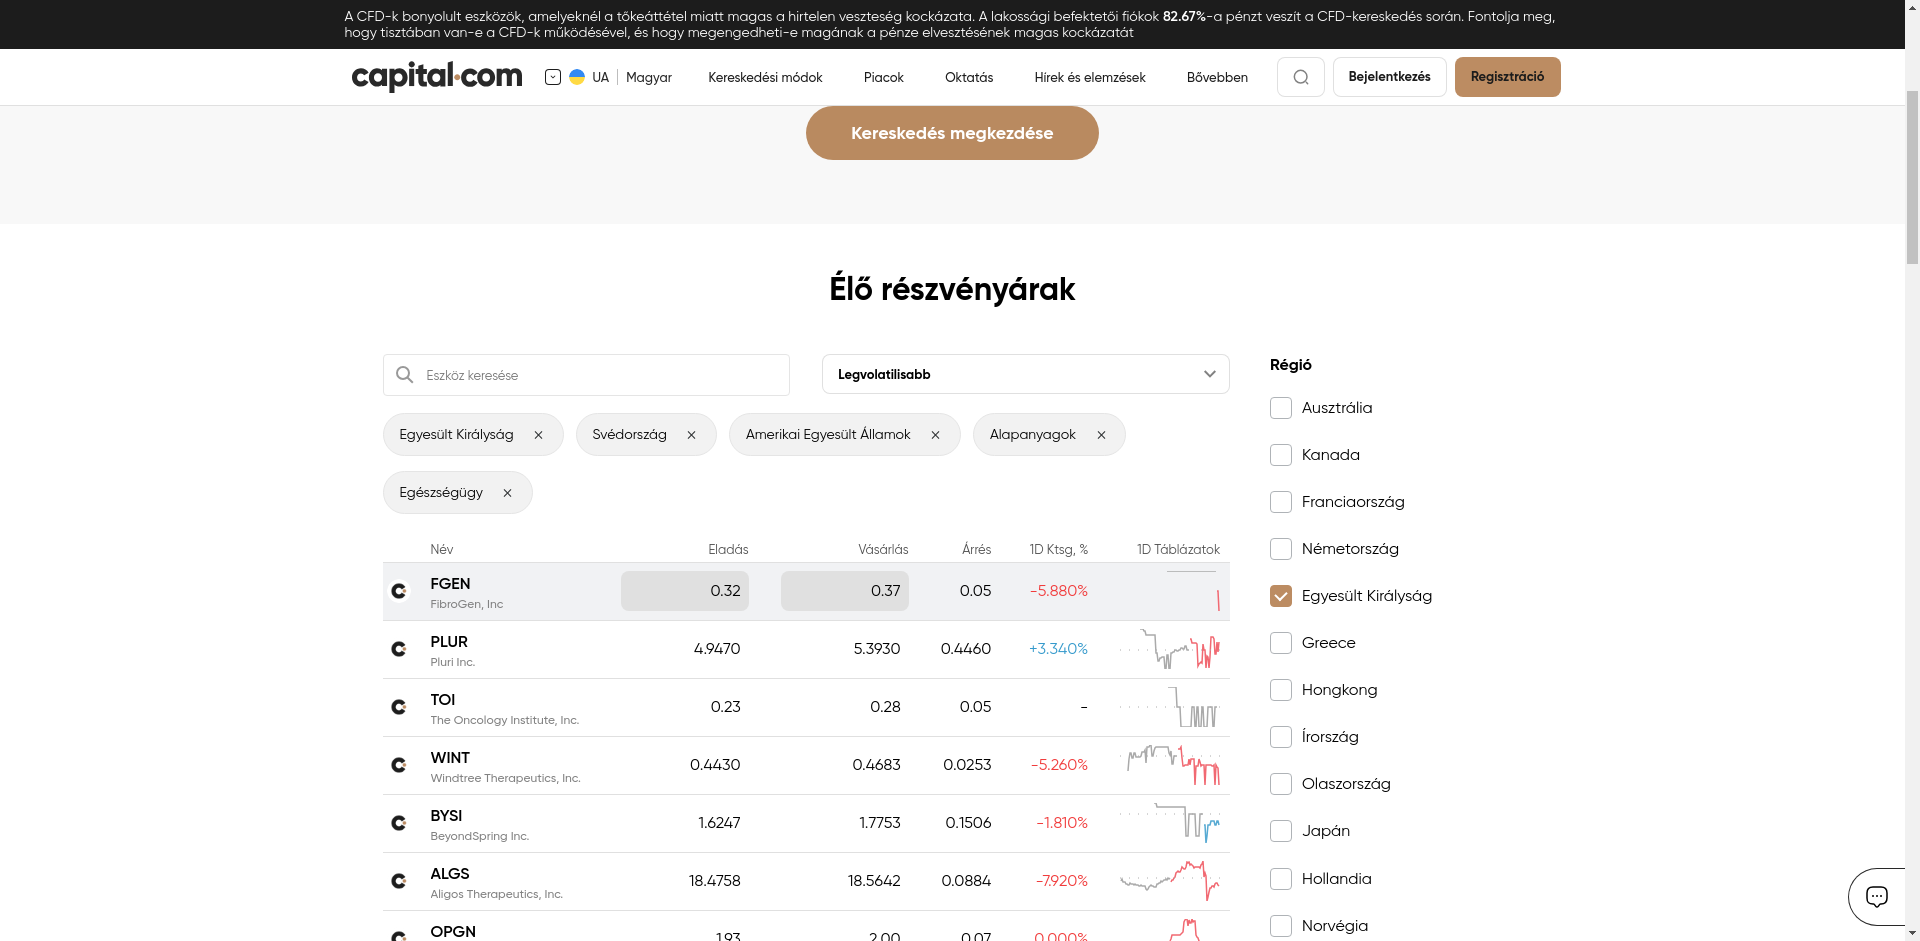 A CFD-k bonyolult eszközök, amelyeknél a tőkeáttétel miatt magas a hirtelen veszteség kockázata. A lakossági befektetői fiókok 82.67%-a pénzt veszít a CFD-kereskedés során. Fontolja meg,
hogy tisztában van-e a CFD-k működésével, és hogy megengedheti-e magának a pénze elvesztésének magas kockázatát
capital.com UA Magyar Kereskedési módok Piacok Oktatás Hírek és elemzések Bővebben Bejelentkezés Regisztráció
Kereskedés megkezdése
Élő részvényárak
Eszköz keresése Legvolatilisabb
Egyesült Királyság Svédország Amerikai Egyesült Államok Alapanyagok
Egészségügy
Név Eladás Vásárlás Árrés 1D Ktsg, % 1D Táblázatok
FGEN 0.32 0.37 0.05 -5.880%
FibroGen, Inc
PLUR 4.9470 5.3930 0.4460 +3.340%
Pluri Inc.
TOI 0.23 0.28 0.05 -
The Oncology Institute, Inc.
WINT 0.4430 0.4683 0.0253 -5.260%
Windtree Therapeutics, Inc.
BYSI 1.6247 1.7753 0.1506 -1.810%
BeyondSpring Inc.
ALGS 18.4758 18.5642 0.0884 -7.920%
Aligos Therapeutics, Inc.
OPGN 1.93 2.00 0.07 0.000%
Régió
Ausztrália
Kanada
Franciaország
Németország
Egyesült Királyság
Greece
Hongkong
Írország
Olaszország
Japán
Hollandia
Norvégia